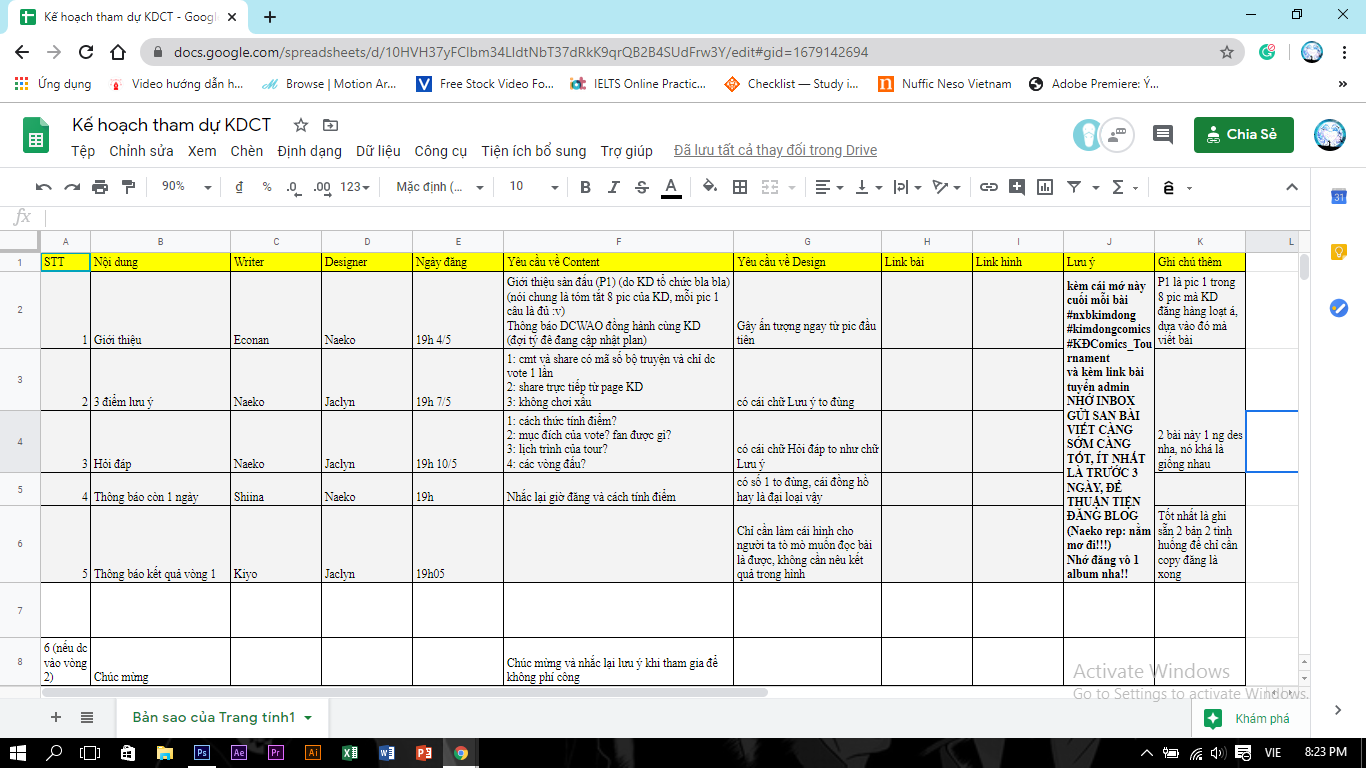 Kế hoạch tham dự KDCT - Googl
docs.google.com/spreadsheets/d/10HVH37yFClbm34LIdtNbT37dRkK9qrQB2B4SUdFrw3Y/edit#gid=1679142694
Ứng dụng
Video hướng dẫn h...
Browse | Motion Ar...
Free Stock Video Fo...
IELTS Online Practic...
Checklist — Study i...
Nuffic Neso Vietnam
Adobe Premiere: Ý...
»
Kế hoạch tham dự KDCT
Tệp Chỉnh sửa Xem Chèn Định dạng Dữ liệu Công cụ Tiện ích bổ sung Trợ giúp Đã lưu tất cả thay đổi trong Drive
Chia Sẻ
90% đ % .0 .00 123 Mặc định (... 10 B I S A
fx
A B C D E F G H I J K L
1 STT Nội dung Writer Designer Ngày đăng Yêu cầu về Content Yêu cầu về Design Link bài Link hình Lưu ý Ghi chú thêm
2
1 Giới thiệu Econan Naeko 19h 4/5
Giới thiệu sàn đấu (P1) (do KD tổ chức bla bla)
(nói chung là tóm tắt 8 pic của KD, mỗi pic 1
câu là đủ :v)
Thông báo DCWAO đồng hành cùng KD
(đợi tỷ đệ đang cập nhật plan)
Gây ấn tượng ngay từ pic đầu
tiên
kèm cái mớ này
cuối mỗi bài
#nxbkimdong
#kimdongcomics
#KĐComics_Tou
rnament
và kèm link bài
tuyển admin
NHỚ INBOX
GỬI SAN BÀI
VIẾT CÀNG
SỚM CÀNG
TỐT, ÍT NHẤT
LÀ TRƯỚC 3
NGÀY, ĐỂ
THUẬN TIỆN
ĐĂNG BLOG
(Naeko rep: nằm
mơ đi!!!)
Nhớ đăng vô 1
album nha!!
P1 là pic 1 trong
8 pic mà KD
đăng hàng loạt á,
dựa vào đó mà
viết bài
3
2 3 điểm lưu ý Naeko Jaclyn 19h 7/5
1: cmt và share có mã số bộ truyện và chỉ dc
vote 1 lần
2: share trực tiếp từ page KD
3: không chơi xấu
có cái chữ Lưu ý to đùng
4
3 Hỏi đáp Naeko Jaclyn 19h 10/5
1: cách thức tính điểm?
2: mục đích của vote? fan được gì?
3: lịch trình của tour?
4: các vòng đấu?
có cái chữ Hỏi đáp to như chữ
Lưu ý
2 bài này 1 ng des
nha, nó khá là
giống nhau
5
4 Thông báo còn 1 ngày Shiina Naeko 19h Nhắc lại giờ đăng và cách tính điểm
có số 1 to đùng, cái đồng hồ
hay là đại loại vậy
6
5 Thông báo kết quả vòng 1 Kiyo Jaclyn 19h05
Chỉ cần làm cái hình cho
người ta tò mò muốn đọc bài
là được, không cần nêu kết
quả trong hình
Tốt nhất là ghi
sẵn 2 bản 2 tình
huống để chỉ cần
copy đăng là
xong
7
8
6 (nếu dc
vào vòng
2)
Chúc mừng
Chúc mừng và nhắc lại lưu ý khi tham gia để
không phí công
Activate Windows
Go to Settings to activate Windows.
Bản sao của Trang tính1
Khám phá
31
Ps Ae Pr Ai
VIE
8:23 PM